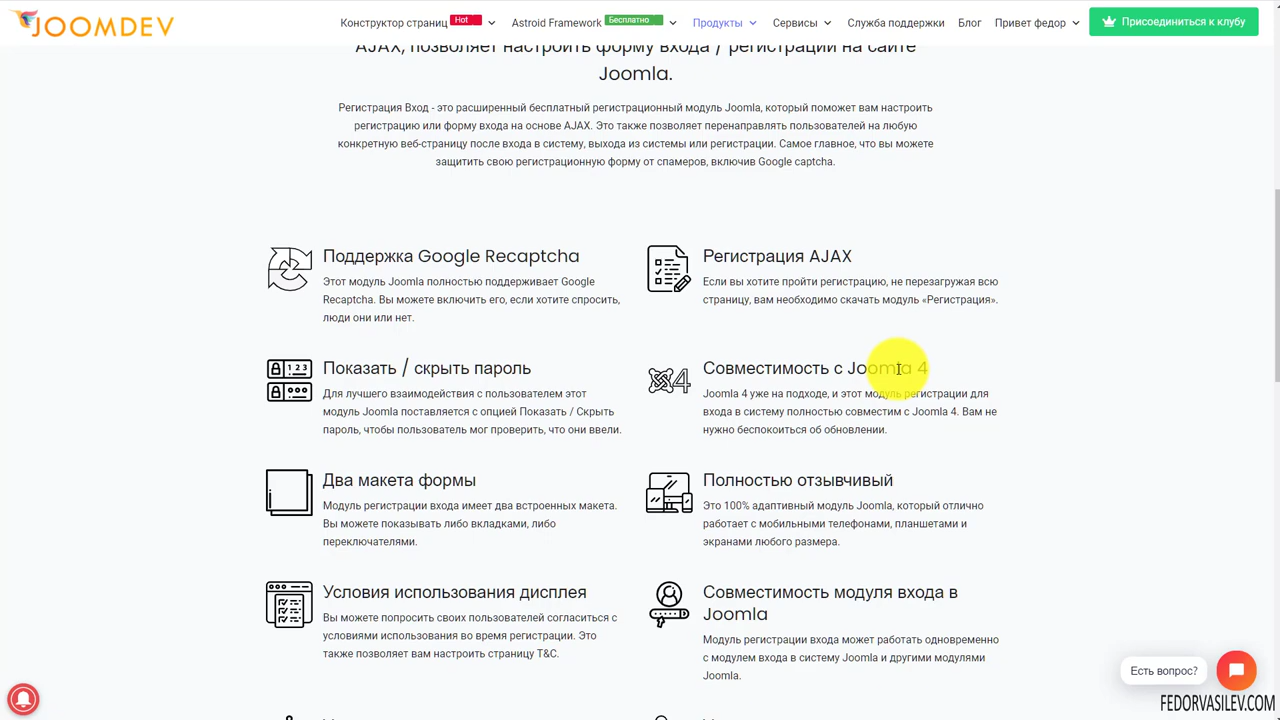 JOOMDEV
Конструктор страниц Hot
Astroid Framework Бесплатно
Продукты
Сервисы
Служба поддержки
Блог
Привет федор
Присоединиться к клубу
AJAX, позволяет настроить форму входа / регистрации на сайте
Joomla.
Регистрация Вход - это расширенный бесплатный регистрационный модуль Joomla, который поможет вам настроить
регистрацию или форму входа на основе AJAX. Это также позволяет перенаправлять пользователей на любую
конкретную веб-страницу после входа в систему, выхода из системы или регистрации. Самое главное, что вы можете
защитить свою регистрационную форму от спамеров, включив Google captcha.
Поддержка Google Recaptcha
Этот модуль Joomla полностью поддерживает Google
Recaptcha. Вы можете включить его, если хотите спросить,
люди они или нет.
Регистрация AJAX
Если вы хотите пройти регистрацию, не перезагружая всю
страницу, вам необходимо скачать модуль «Регистрация».
Показать / скрыть пароль
Для лучшего взаимодействия с пользователем этот
модуль Joomla поставляется с опцией Показать / Скрыть
пароль, чтобы пользователь мог проверить, что они ввели.
Совместимость с Joomla 4
Joomla 4 уже на подходе, и этот модуль регистрации для
входа в систему полностью совместим с Joomla 4. Вам не
нужно беспокоиться об обновлении.
Два макета формы
Модуль регистрации входа имеет два встроенных макета.
Вы можете показывать либо вкладками, либо
переключателями.
Полностью отзывчивый
Это 100% адаптивный модуль Joomla, который отлично
работает с мобильными телефонами, планшетами и
экранами любого размера.
Условия использования дисплея
Вы можете попросить своих пользователей согласиться с
условиями использования во время регистрации. Это
также позволяет вам настроить страницу T&C.
Совместимость модуля входа в
Joomla
Модуль регистрации входа может работать одновременно
с модулем входа в систему Joomla и другими модулями
Joomla.
Есть вопрос?
FEDORVASILEV.COM